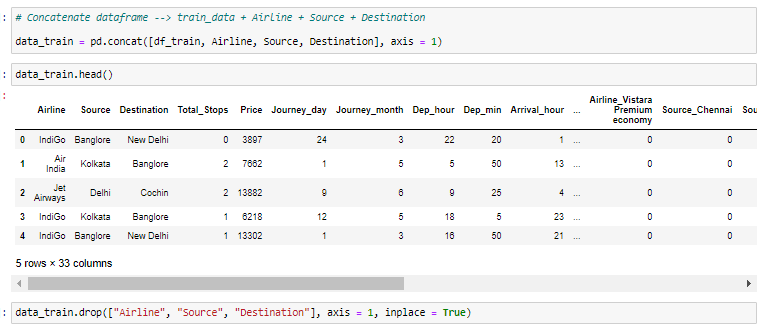 # Concatenate dataframe --> train_data + Airline + Source + Destination
data_train = pd.concat([df_train, Airline, Source, Destination], axis = 1)
data_train.head()
Airline Source Destination Total_Stops Price Journey_day Journey_month Dep_hour Dep_min Arrival_hour ... Airline_Vistara Premium economy Source_Chennai Sou
0 IndiGo Banglore New Delhi 0 3897 24 3 22 20 1 ... 0 0
1 Air India Kolkata Banglore 2 7662 1 5 5 50 13 ... 0 0
2 Jet Airways Delhi Cochin 2 13882 9 6 9 25 4 ... 0 0
3 IndiGo Kolkata Banglore 1 6218 12 5 18 5 23 ... 0 0
4 IndiGo Banglore New Delhi 1 13302 1 3 16 50 21 ... 0 0
5 rows × 33 columns
data_train.drop(["Airline", "Source", "Destination"], axis = 1, inplace = True)